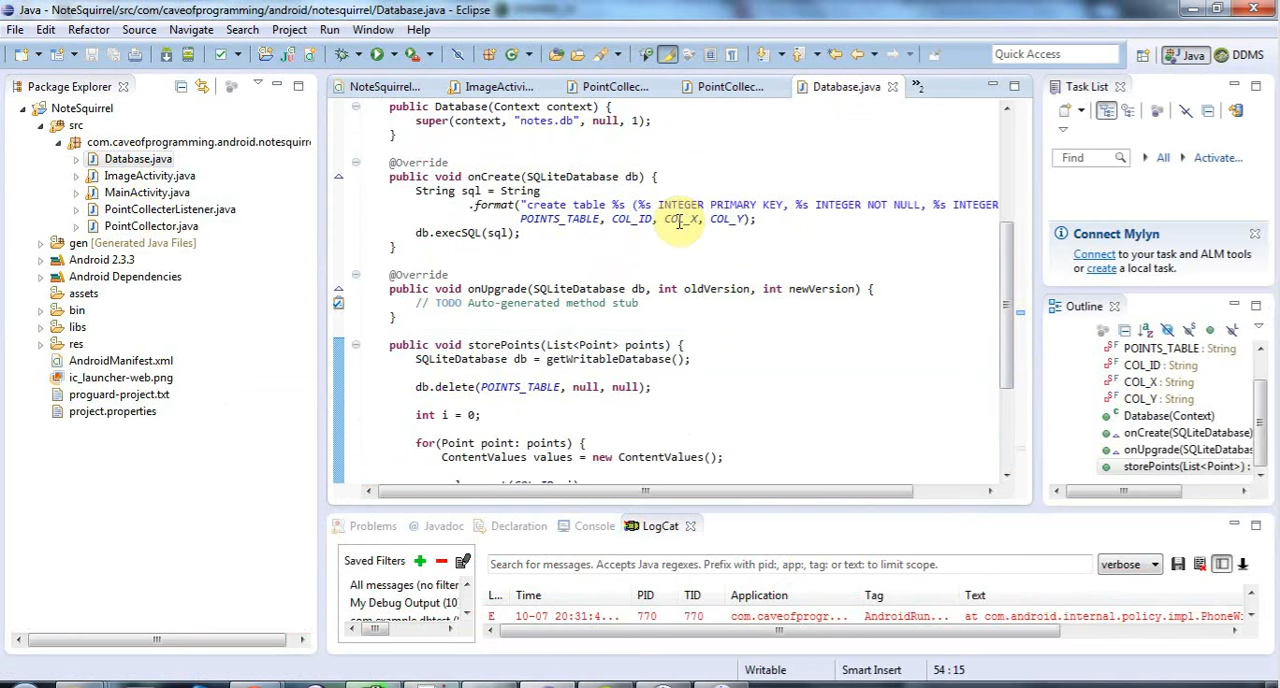 Java - NoteSquirrel/src/com/caveofprogramming/android/notesquirrel/Database.java - Eclipse
File Edit Refactor Source Navigate Search Project Run Window Help
Quick Access
Java
DDMS
Package Explorer
NoteSquirrel
src
com.caveofprogramming.android.notesquirr
Database.java
ImageActivity.java
MainActivity.java
PointCollecterListener.java
PointCollector.java
gen [Generated Java Files]
Android 2.3.3
Android Dependencies
assets
bin
libs
res
AndroidManifest.xml
ic_launcher-web.png
proguard-project.txt
project.properties
NoteSquirrel... ImageActivi... PointCollec... PointCollec... Database.java »2
public Database(Context context) {
super(context, "notes.db", null, 1);
}
@Override
public void onCreate(SQLiteDatabase db) {
String sql = String
.format("create table %s (%s INTEGER PRIMARY KEY, %s INTEGER NOT NULL, %s INTEGER
POINTS_TABLE, COL_ID, COL_X, COL_Y);
db.execSQL(sql);
}
@Override
public void onUpgrade(SQLiteDatabase db, int oldVersion, int newVersion) {
// TODO Auto-generated method stub
}
public void storePoints(List<Point> points) {
SQLiteDatabase db = getWritableDatabase();
db.delete(POINTS_TABLE, null, null);
int i = 0;
for(Point point: points) {
ContentValues values = new ContentValues();
Task List
Find All Activate...
Connect Mylyn
Connect to your task and ALM tools
or create a local task.
Outline
POINTS_TABLE : String
COL_ID : String
COL_X : String
COL_Y : String
Database(Context)
onCreate(SQLiteDatabase)
onUpgrade(SQLiteDatabas
storePoints(List<Point>) :
Problems Javadoc Declaration Console LogCat
Saved Filters
All messages (no filter
My Debug Output (10
Search for messages. Accepts Java regexes. Prefix with pid:, app:, tag: or text: to limit scope.
verbose
L... Time PID TID Application Tag Text
E 10-07 20:31:4... 770 770 com.caveofprogr... AndroidRun... at com.android.internal.policy.impl.PhoneWi
Writable Smart Insert 54 : 15